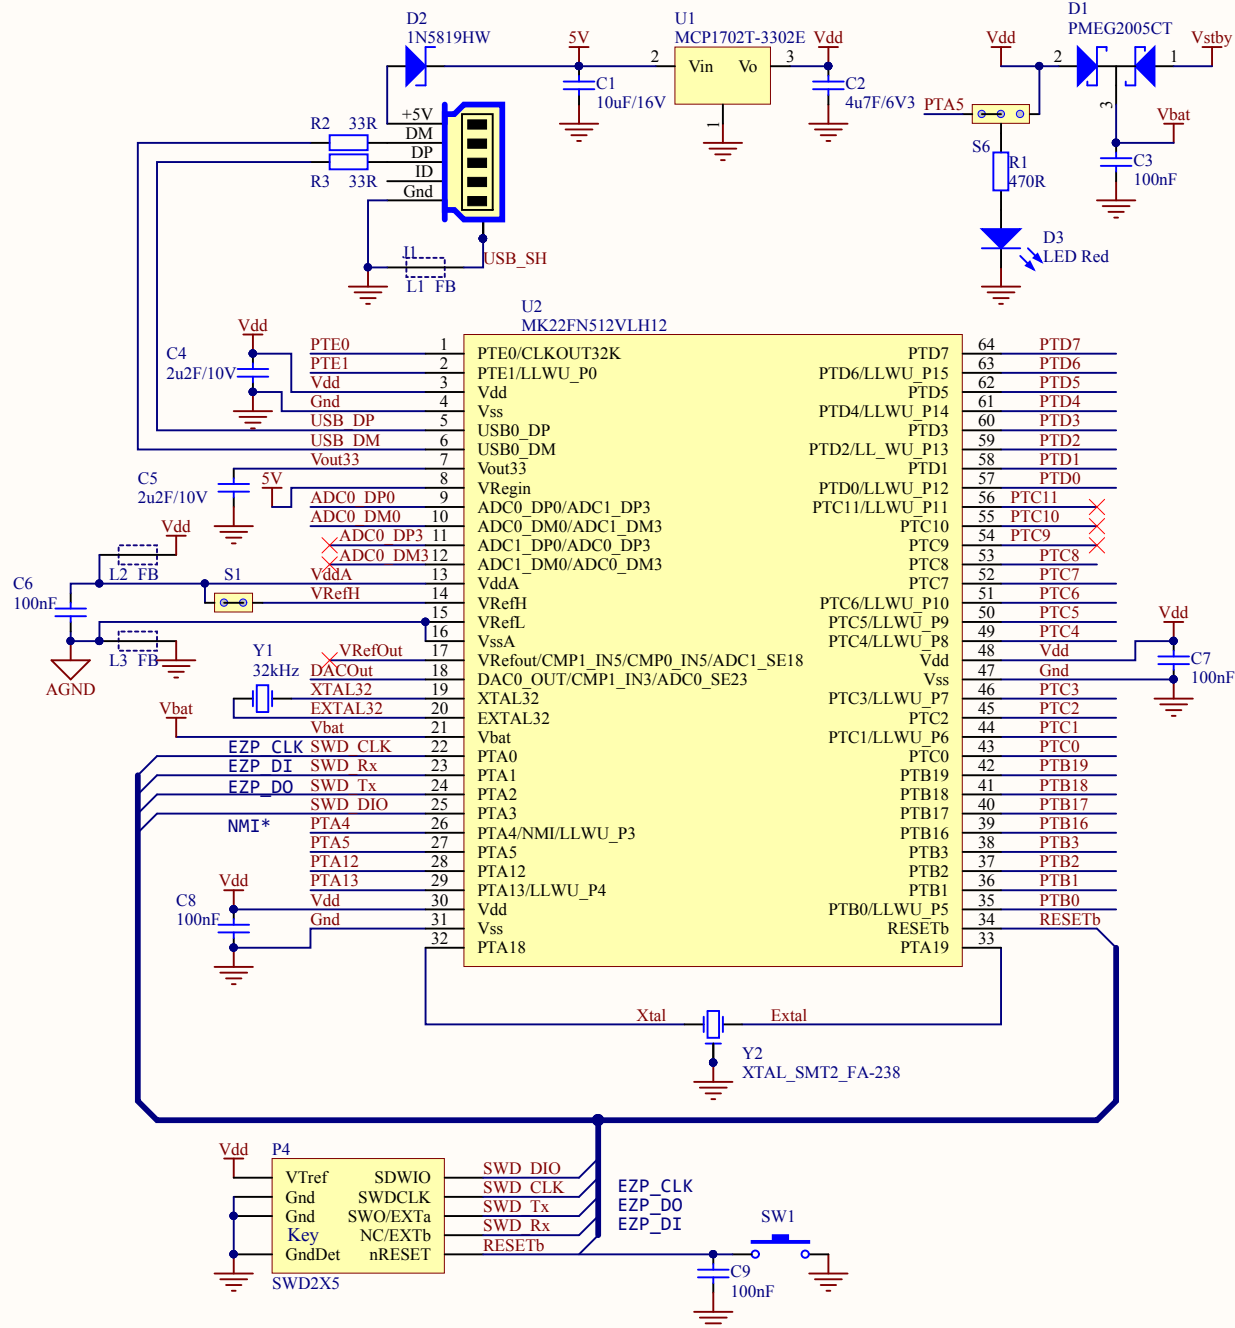 D2
1N5819HW
5V
U1
MCP1702T-3302E
2
Vin
Vo
3
1
Vdd
C1
10uF/16V
C2
4u7F/6V3
D1
PMEG2005CT
Vdd
2
1
3
Vstby
Vbat
PTA5
S6
R1
470R
C3
100nF
D3
LED Red
R2 33R
R3 33R
+5V
DM
DP
ID
Gnd
I1
L1 FB
USB_SH
U2
MK22FN512VLH12
Vdd
C4
2u2F/10V
PTE0 1 PTE0/CLKOUT32K
PTE1 2 PTE1/LLWU_P0
Vdd 3 Vdd
Gnd 4 Vss
USB_DP 5 USB0_DP
USB_DM 6 USB0_DM
Vout33 7 Vout33
C5
2u2F/10V
5V
8 VRegin
ADC0_DP0 9 ADC0_DP0/ADC1_DP3
ADC0_DM0 10 ADC0_DM0/ADC1_DM3
ADC0_DP3 11 ADC1_DP0/ADC0_DP3
ADC0_DM3 12 ADC1_DM0/ADC0_DM3
Vdd
L2 FB
C6
100nF
S1
VddA 13 VddA
VRefH 14 VRefH
15 VRefL
16 VssA
L3 FB
AGND
VRefOut 17 VRefout/CMP1_IN5/CMP0_IN5/ADC1_SE18
DACOut 18 DAC0_OUT/CMP1_IN3/ADC0_SE23
Y1
32kHz
XTAL32 19 XTAL32
EXTAL32 20 EXTAL32
Vbat
Vbat 21 Vbat
EZP_CLK SWD_CLK 22 PTA0
EZP_DI SWD_Rx 23 PTA1
EZP_DO SWD_Tx 24 PTA2
SWD_DIO 25 PTA3
NMI* PTA4 26 PTA4/NMI/LLWU_P3
PTA5 27 PTA5
PTA12 28 PTA12
PTA13 29 PTA13/LLWU_P4
Vdd
C8
100nF
Vdd 30 Vdd
Gnd 31 Vss
32 PTA18
PTD7 64 PTD7
PTD6/LLWU_P15 63 PTD6
PTD5 62 PTD5
PTD4/LLWU_P14 61 PTD4
PTD3 60 PTD3
PTD2/LL_WU_P13 59 PTD2
PTD1 58 PTD1
PTD0/LLWU_P12 57 PTD0
PTC11/LLWU_P11 56 PTC11
PTC10 55 PTC10
PTC9 54 PTC9
PTC8 53 PTC8
PTC7 52 PTC7
PTC6/LLWU_P10 51 PTC6
PTC5/LLWU_P9 50 PTC5
PTC4/LLWU_P8 49 PTC4
Vdd 48 Vdd
Vss 47 Gnd
Vdd
C7
100nF
PTC3/LLWU_P7 46 PTC3
PTC2 45 PTC2
PTC1/LLWU_P6 44 PTC1
PTC0 43 PTC0
PTB19 42 PTB19
PTB18 41 PTB18
PTB17 40 PTB17
PTB16 39 PTB16
PTB3 38 PTB3
PTB2 37 PTB2
PTB1 36 PTB1
PTB0/LLWU_P5 35 PTB0
RESETb 34 RESETb
PTA19 33
Xtal
Extal
Y2
XTAL_SMT2_FA-238
Vdd
P4
VTref SDWIO SWD_DIO
Gnd SWDCLK SWD_CLK EZP_CLK
Gnd SWO/EXTa SWD_Tx EZP_DO
Key NC/EXTb SWD_Rx EZP_DI
GndDet nRESET RESETb
SWD2X5
SW1
C9
100nF